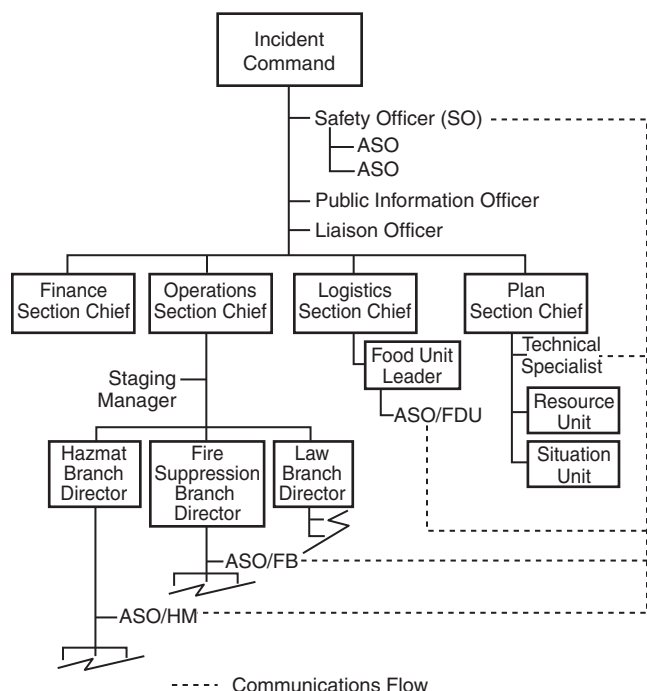 Incident
Command
Safety Officer (SO)
ASO
ASO
Public Information Officer
Liaison Officer
Finance
Section Chief
Operations
Section Chief
Logistics
Section Chief
Plan
Section Chief
Food Unit
Leader
Technical
Specialist
Staging
Manager
ASO/FDU
Resource
Unit
Hazmat
Branch
Director
Fire
Suppression
Branch
Director
Law
Branch
Director
Situation
Unit
ASO/FB
ASO/HM
Communications Flow